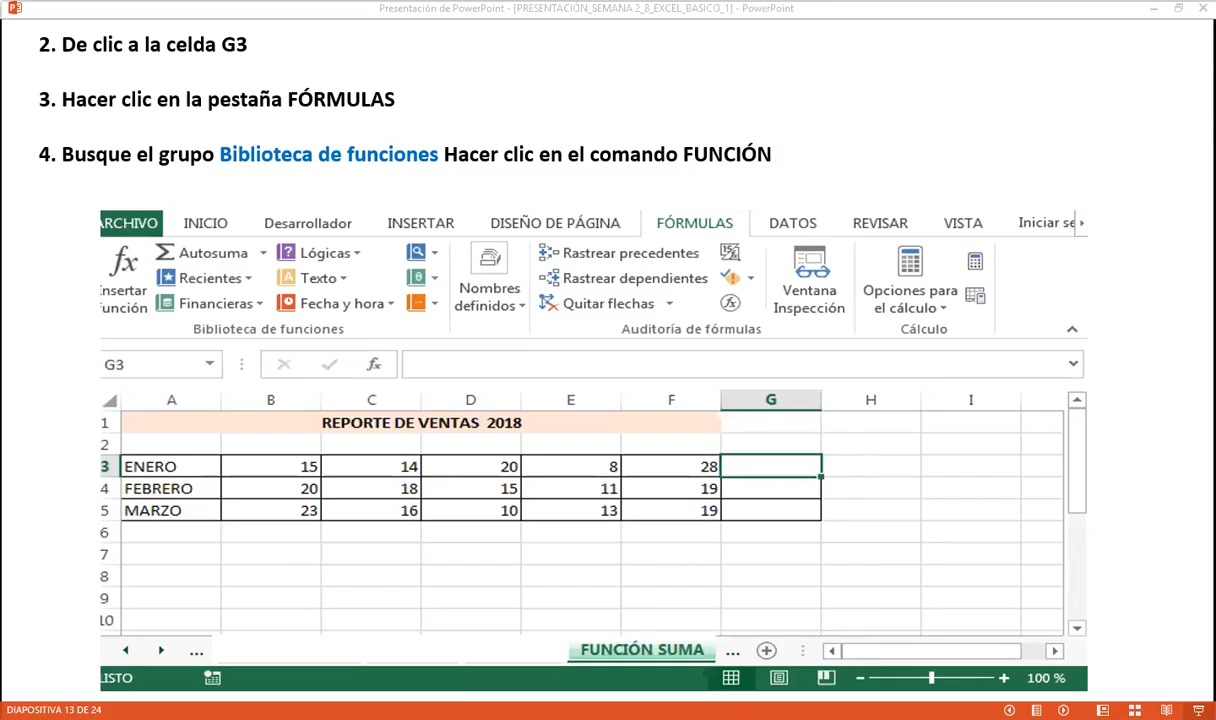 Presentación de PowerPoint - [PRESENTACIÓN_SEMANA 2_8_EXCEL_BASICO_1] - PowerPoint
2. De clic a la celda G3
3. Hacer clic en la pestaña FÓRMULAS
4. Busque el grupo Biblioteca de funciones Hacer clic en el comando FUNCIÓN
ARCHIVO INICIO Desarrollador INSERTAR DISEÑO DE PÁGINA FÓRMULAS DATOS REVISAR VISTA Iniciar se
fx Autosuma Lógicas Rastrear precedentes
Recientes Texto Rastrear dependientes
Financieras Fecha y hora Quitar flechas
Insertar función
Nombres definidos
Ventana Inspección
Opciones para el cálculo
Biblioteca de funciones Auditoría de fórmulas Cálculo
G3 fx
A B C D E F G H I
1 REPORTE DE VENTAS 2018
2
3 ENERO 15 14 20 8 28
4 FEBRERO 20 18 15 11 19
5 MARZO 23 16 10 13 19
6
7
8
9
10
... FUNCIÓN SUMA ...
LISTO 100 %
DIAPOSITIVA 13 DE 24